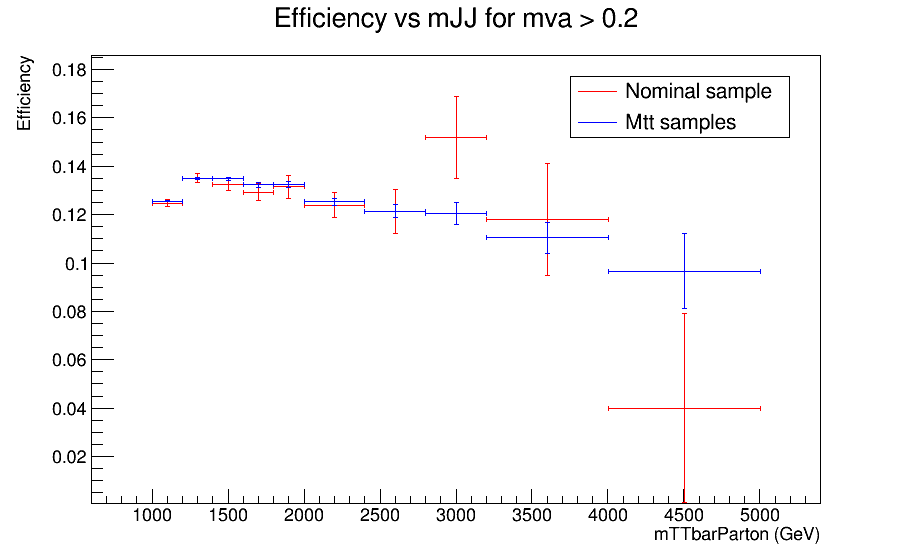 Efficiency vs mJJ for mva > 0.2
Efficiency
0.18
0.16
0.14
0.12
0.1
0.08
0.06
0.04
0.02
Nominal sample
Mtt samples
1000 1500 2000 2500 3000 3500 4000 4500 5000
mTTbarParton (GeV)